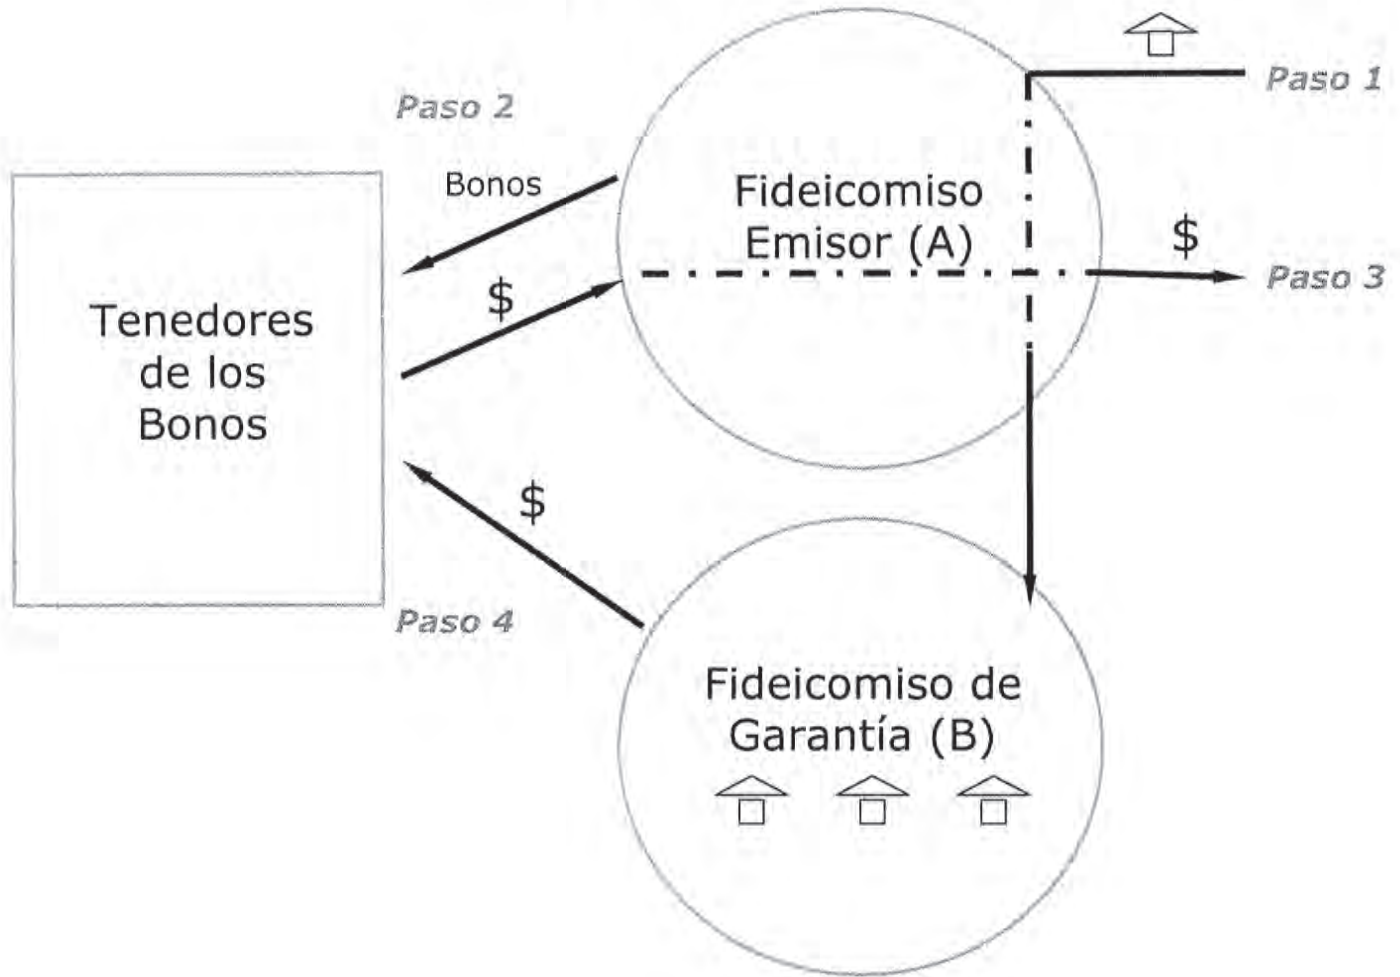 Paso 1
Paso 2
Bonos
$
Fideicomiso
Emisor (A)
$
Paso 3
Tenedores
de los
Bonos
$
Paso 4
Fideicomiso de
Garantía (B)